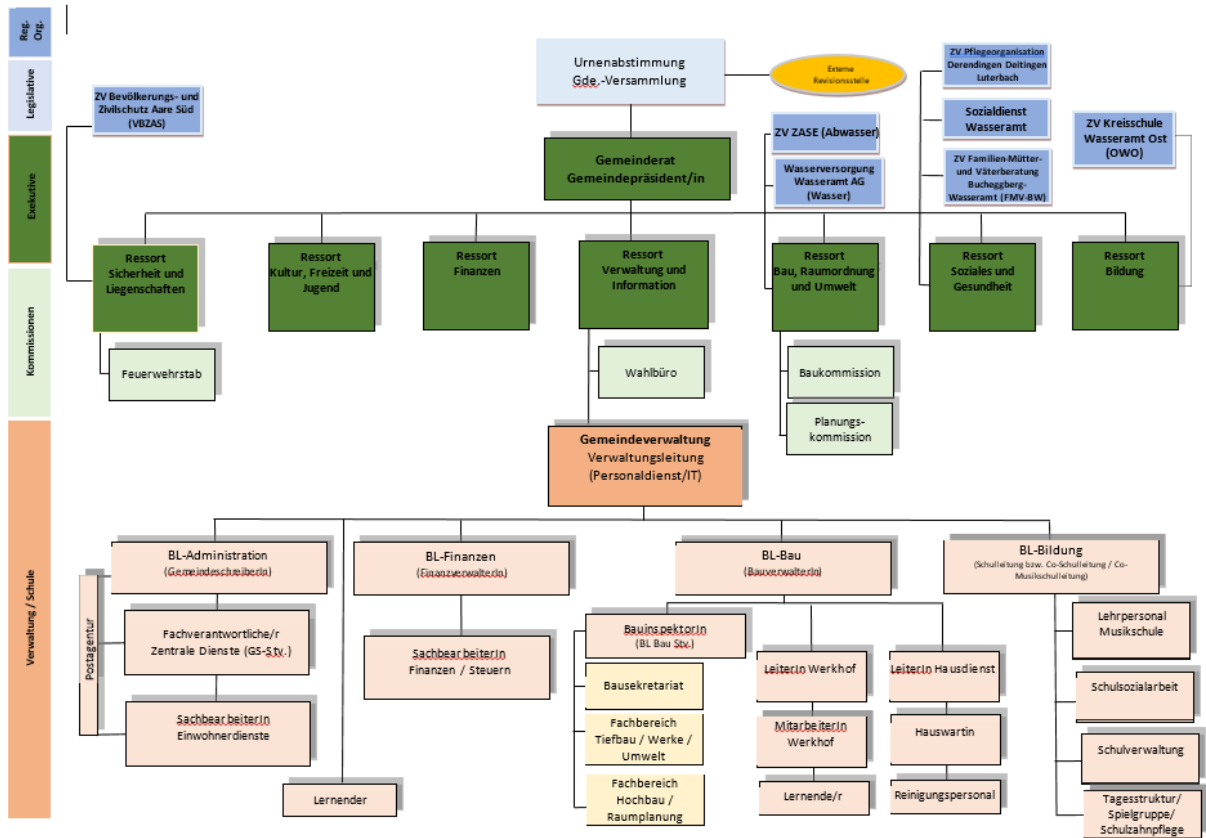 Reg.
Org.
Legislative
Exekutive
Kommissionen
Verwaltung / Schule
Urnenabstimmung
Gde.-Versammlung
Externe
Revisionsstelle
ZV Bevölkerungs- und
Zivilschutz Aare Süd
(VBZAS)
ZV Pflegeorganisation
Derendingen Deitingen
Luterbach
Sozialdienst
Wasseramt
ZV Familien-Mütter-
und Väterberatung
Bucheggberg-
Wasseramt (FMV-BW)
ZV Kreisschule
Wasseramt Ost
(OWO)
ZV ZASE (Abwasser)
Wasserversorgung
Wasseramt AG
(Wasser)
Gemeinderat
Gemeindepräsident/in
Ressort
Sicherheit und
Liegenschaften
Ressort
Kultur, Freizeit und
Jugend
Ressort
Finanzen
Ressort
Verwaltung und
Information
Ressort
Bau, Raumordnung
und Umwelt
Ressort
Soziales und
Gesundheit
Ressort
Bildung
Feuerwehrstab
Wahlbüro
Baukommission
Planungs-
kommission
Gemeindeverwaltung
Verwaltungsleitung
(Personaldienst/IT)
BL-Administration
(GemeindeschreiberIn)
BL-Finanzen
(FinanzverwalterIn)
BL-Bau
(BauverwalterIn)
BL-Bildung
(Schulleitung bzw. Co-Schulleitung / Co-
Musikschulleitung)
Postagentur
Fachverantwortliche/r
Zentrale Dienste (GS-Stv.)
SachbearbeiterIn
Einwohnerdienste
Lernender
SachbearbeiterIn
Finanzen / Steuern
BauinspektorIn
(BL Bau Stv.)
Bausekretariat
Fachbereich
Tiefbau / Werke /
Umwelt
Fachbereich
Hochbau /
Raumplanung
LeiterIn Werkhof
MitarbeiterIn
Werkhof
Lernende/r
LeiterIn Hausdienst
Hauswartin
Reinigungspersonal
Lehrpersonal
Musikschule
Schulsozialarbeit
Schulverwaltung
Tagesstruktur/
Spielgruppe/
Schulzahnpflege